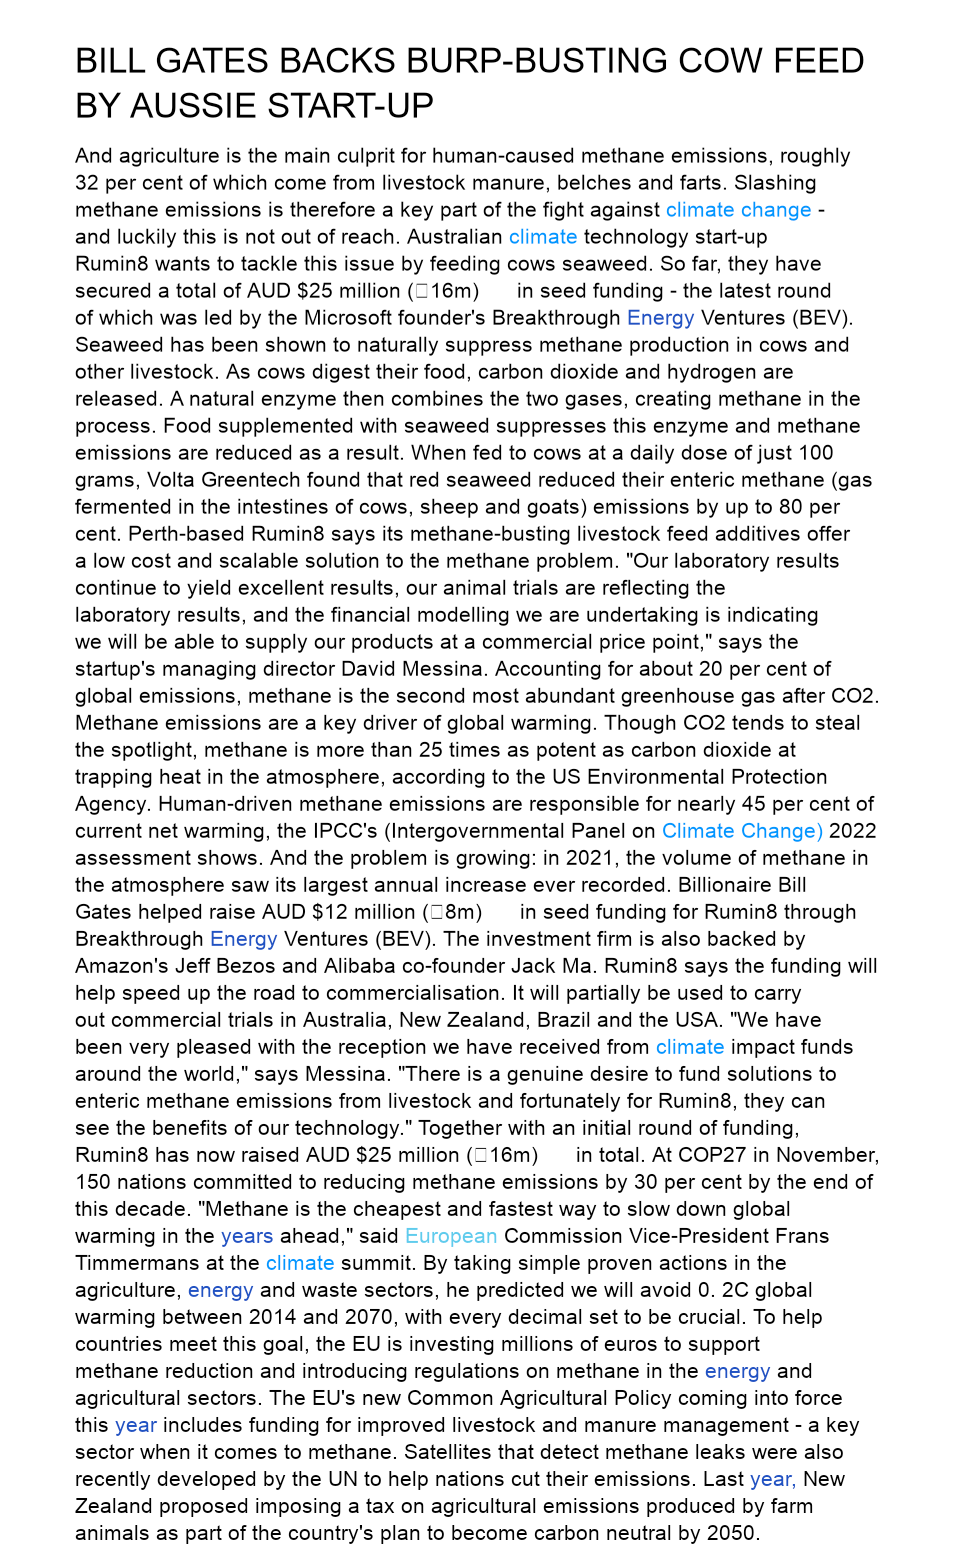 BILL GATES BACKS BURP-BUSTING COW FEED
BY AUSSIE START-UP
And agriculture is the main culprit for human-caused methane emissions, roughly
32 per cent of which come from livestock manure, belches and farts. Slashing
methane emissions is therefore a key part of the fight against climate change -
and luckily this is not out of reach. Australian climate technology start-up
Rumin8 wants to tackle this issue by feeding cows seaweed. So far, they have
secured a total of AUD $25 million (□16m) in seed funding - the latest round
of which was led by the Microsoft founder's Breakthrough Energy Ventures (BEV).
Seaweed has been shown to naturally suppress methane production in cows and
other livestock. As cows digest their food, carbon dioxide and hydrogen are
released. A natural enzyme then combines the two gases, creating methane in the
process. Food supplemented with seaweed suppresses this enzyme and methane
emissions are reduced as a result. When fed to cows at a daily dose of just 100
grams, Volta Greentech found that red seaweed reduced their enteric methane (gas
fermented in the intestines of cows, sheep and goats) emissions by up to 80 per
cent. Perth-based Rumin8 says its methane-busting livestock feed additives offer
a low cost and scalable solution to the methane problem. "Our laboratory results
continue to yield excellent results, our animal trials are reflecting the
laboratory results, and the financial modelling we are undertaking is indicating
we will be able to supply our products at a commercial price point," says the
startup's managing director David Messina. Accounting for about 20 per cent of
global emissions, methane is the second most abundant greenhouse gas after CO2.
Methane emissions are a key driver of global warming. Though CO2 tends to steal
the spotlight, methane is more than 25 times as potent as carbon dioxide at
trapping heat in the atmosphere, according to the US Environmental Protection
Agency. Human-driven methane emissions are responsible for nearly 45 per cent of
current net warming, the IPCC's (Intergovernmental Panel on Climate Change) 2022
assessment shows. And the problem is growing: in 2021, the volume of methane in
the atmosphere saw its largest annual increase ever recorded. Billionaire Bill
Gates helped raise AUD $12 million (□8m) in seed funding for Rumin8 through
Breakthrough Energy Ventures (BEV). The investment firm is also backed by
Amazon's Jeff Bezos and Alibaba co-founder Jack Ma. Rumin8 says the funding will
help speed up the road to commercialisation. It will partially be used to carry
out commercial trials in Australia, New Zealand, Brazil and the USA. "We have
been very pleased with the reception we have received from climate impact funds
around the world," says Messina. "There is a genuine desire to fund solutions to
enteric methane emissions from livestock and fortunately for Rumin8, they can
see the benefits of our technology." Together with an initial round of funding,
Rumin8 has now raised AUD $25 million (□16m) in total. At COP27 in November,
150 nations committed to reducing methane emissions by 30 per cent by the end of
this decade. "Methane is the cheapest and fastest way to slow down global
warming in the years ahead," said European Commission Vice-President Frans
Timmermans at the climate summit. By taking simple proven actions in the
agriculture, energy and waste sectors, he predicted we will avoid 0. 2C global
warming between 2014 and 2070, with every decimal set to be crucial. To help
countries meet this goal, the EU is investing millions of euros to support
methane reduction and introducing regulations on methane in the energy and
agricultural sectors. The EU's new Common Agricultural Policy coming into force
this year includes funding for improved livestock and manure management - a key
sector when it comes to methane. Satellites that detect methane leaks were also
recently developed by the UN to help nations cut their emissions. Last year, New
Zealand proposed imposing a tax on agricultural emissions produced by farm
animals as part of the country's plan to become carbon neutral by 2050.